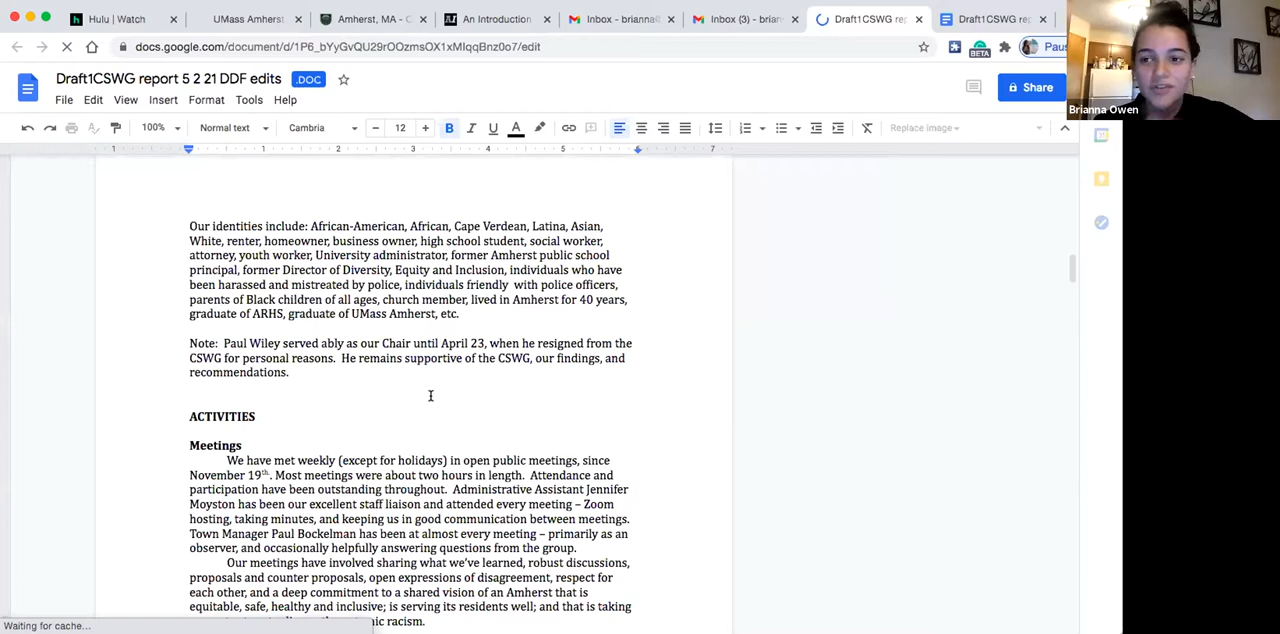 Hulu | Watch
UMass Amherst
Amherst, MA - C
An Introduction
Inbox - brianna@
Inbox (3) - brian
Draft1CSWG rep
Draft1CSWG rep
docs.google.com/document/d/1P6_bYyGvQU29rOOzmsOX1xMIqqBnz0o7/edit
BETA
Paus
Draft1CSWG report 5 2 21 DDF edits
.DOC
File Edit View Insert Format Tools Help
Share
Brianna Owen
100% Normal text Cambria - 12 + B I U A Replace image
1 1 2 3 4 5 7
Our identities include: African-American, African, Cape Verdean, Latina, Asian,
White, renter, homeowner, business owner, high school student, social worker,
attorney, youth worker, University administrator, former Amherst public school
principal, former Director of Diversity, Equity and Inclusion, individuals who have
been harassed and mistreated by police, individuals friendly with police officers,
parents of Black children of all ages, church member, lived in Amherst for 40 years,
graduate of ARHS, graduate of UMass Amherst, etc.
Note: Paul Wiley served ably as our Chair until April 23, when he resigned from the
CSWG for personal reasons. He remains supportive of the CSWG, our findings, and
recommendations.
ACTIVITIES
Meetings
We have met weekly (except for holidays) in open public meetings, since
November 19th. Most meetings were about two hours in length. Attendance and
participation have been outstanding throughout. Administrative Assistant Jennifer
Moyston has been our excellent staff liaison and attended every meeting – Zoom
hosting, taking minutes, and keeping us in good communication between meetings.
Town Manager Paul Bockelman has been at almost every meeting – primarily as an
observer, and occasionally helpfully answering questions from the group.
Our meetings have involved sharing what we've learned, robust discussions,
proposals and counter proposals, open expressions of disagreement, respect for
each other, and a deep commitment to a shared vision of an Amherst that is
equitable, safe, healthy and inclusive; is serving its residents well; and that is taking
racism.
Waiting for cache...